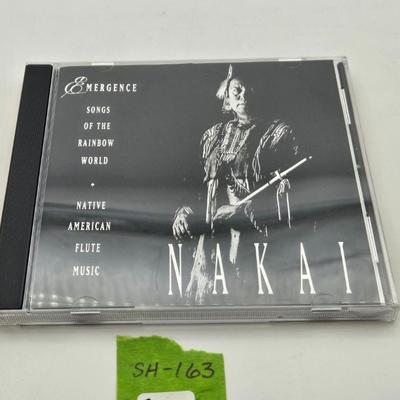 EMERGENCE
SONGS
OF THE
RAINBOW
WORLD
NATIVE
AMERICAN
FLUTE
MUSIC
NAKAI
SH-163